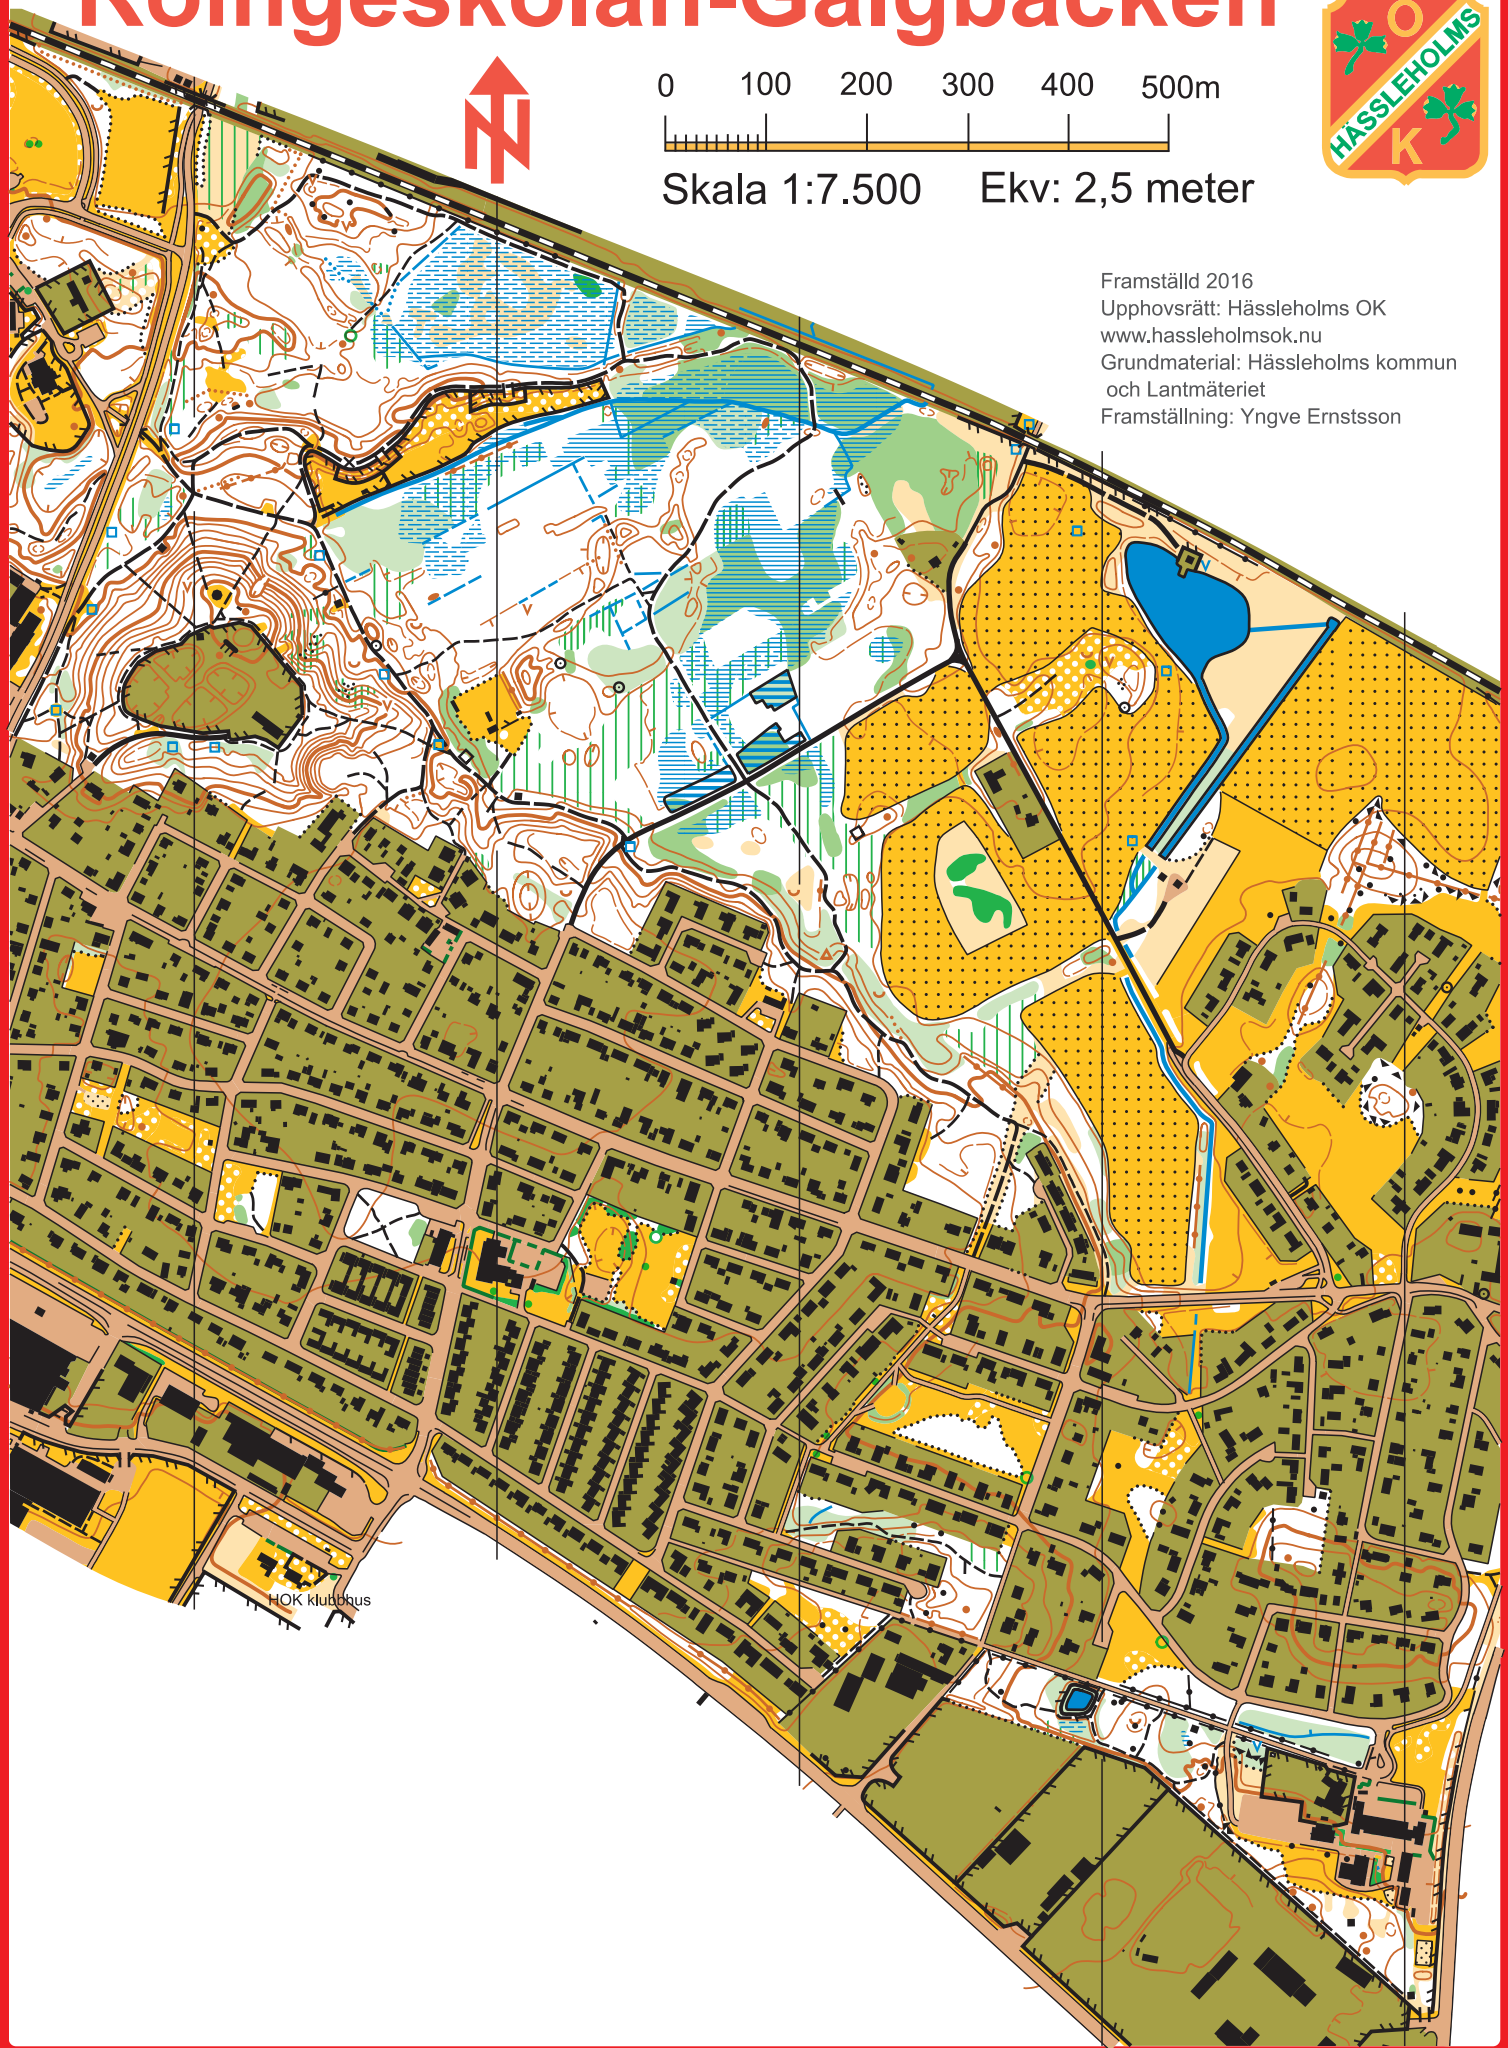 Röingeskolan-Galgbacken
0 100 200 300 400 500m
Skala 1:7.500 Ekv: 2,5 meter
O
HÄSSLEHOLMS
K
Framställd 2016
Upphovsrätt: Hässleholms OK
www.hassleholmsok.nu
Grundmaterial: Hässleholms kommun
och Lantmäteriet
Framställning: Yngve Ernstsson
HOK klubbhus